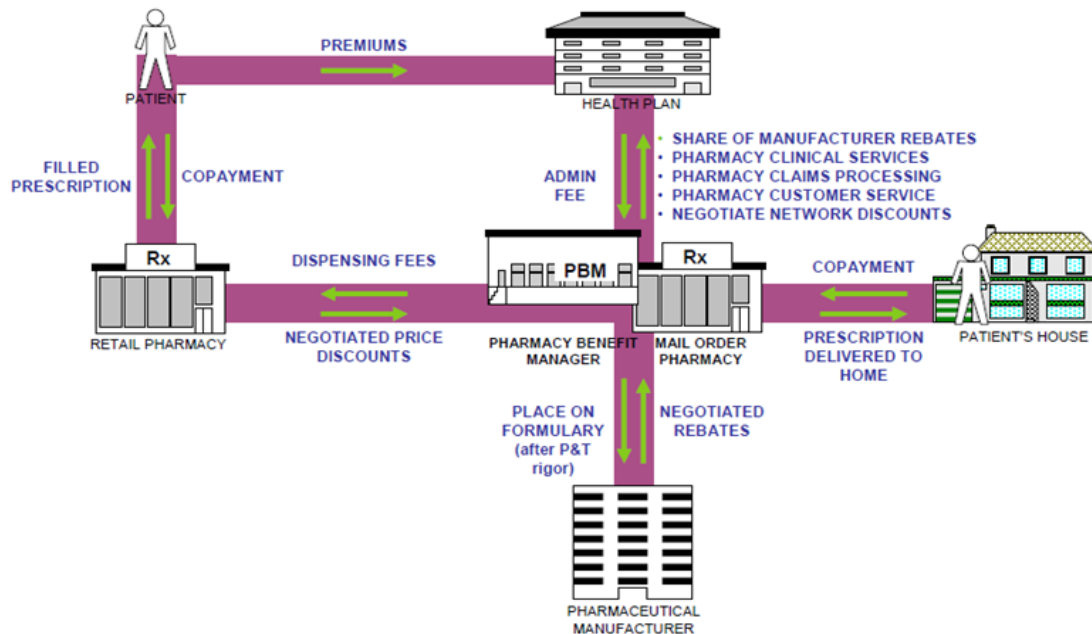 PREMIUMS
PATIENT
HEALTH PLAN
FILLED
PRESCRIPTION
COPAYMENT
ADMIN
FEE
• SHARE OF MANUFACTURER REBATES
• PHARMACY CLINICAL SERVICES
• PHARMACY CLAIMS PROCESSING
• PHARMACY CUSTOMER SERVICE
• NEGOTIATE NETWORK DISCOUNTS
Rx
RETAIL PHARMACY
DISPENSING FEES
NEGOTIATED PRICE
DISCOUNTS
PBM
PHARMACY BENEFIT
MANAGER
Rx
MAIL ORDER
PHARMACY
COPAYMENT
PRESCRIPTION
DELIVERED TO
HOME
PATIENT'S HOUSE
PLACE ON
FORMULARY
(after P&T
rigor)
NEGOTIATED
REBATES
PHARMACEUTICAL
MANUFACTURER